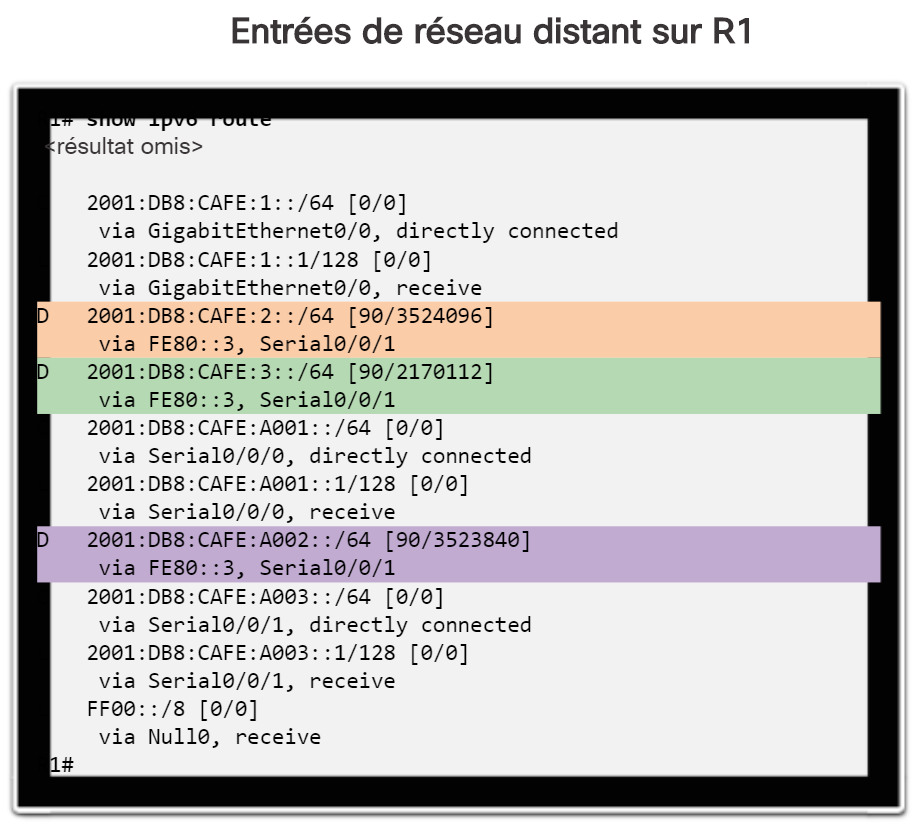 Entrées de réseau distant sur R1
1# show ipv6 route
<résultat omis>
2001:DB8:CAFE:1::/64 [0/0]
via GigabitEthernet0/0, directly connected
2001:DB8:CAFE:1::1/128 [0/0]
via GigabitEthernet0/0, receive
D 2001:DB8:CAFE:2::/64 [90/3524096]
via FE80::3, Serial0/0/1
D 2001:DB8:CAFE:3::/64 [90/2170112]
via FE80::3, Serial0/0/1
2001:DB8:CAFE:A001::/64 [0/0]
via Serial0/0/0, directly connected
2001:DB8:CAFE:A001::1/128 [0/0]
via Serial0/0/0, receive
D 2001:DB8:CAFE:A002::/64 [90/3523840]
via FE80::3, Serial0/0/1
2001:DB8:CAFE:A003::/64 [0/0]
via Serial0/0/1, directly connected
2001:DB8:CAFE:A003::1/128 [0/0]
via Serial0/0/1, receive
FF00::/8 [0/0]
via Null0, receive
1#